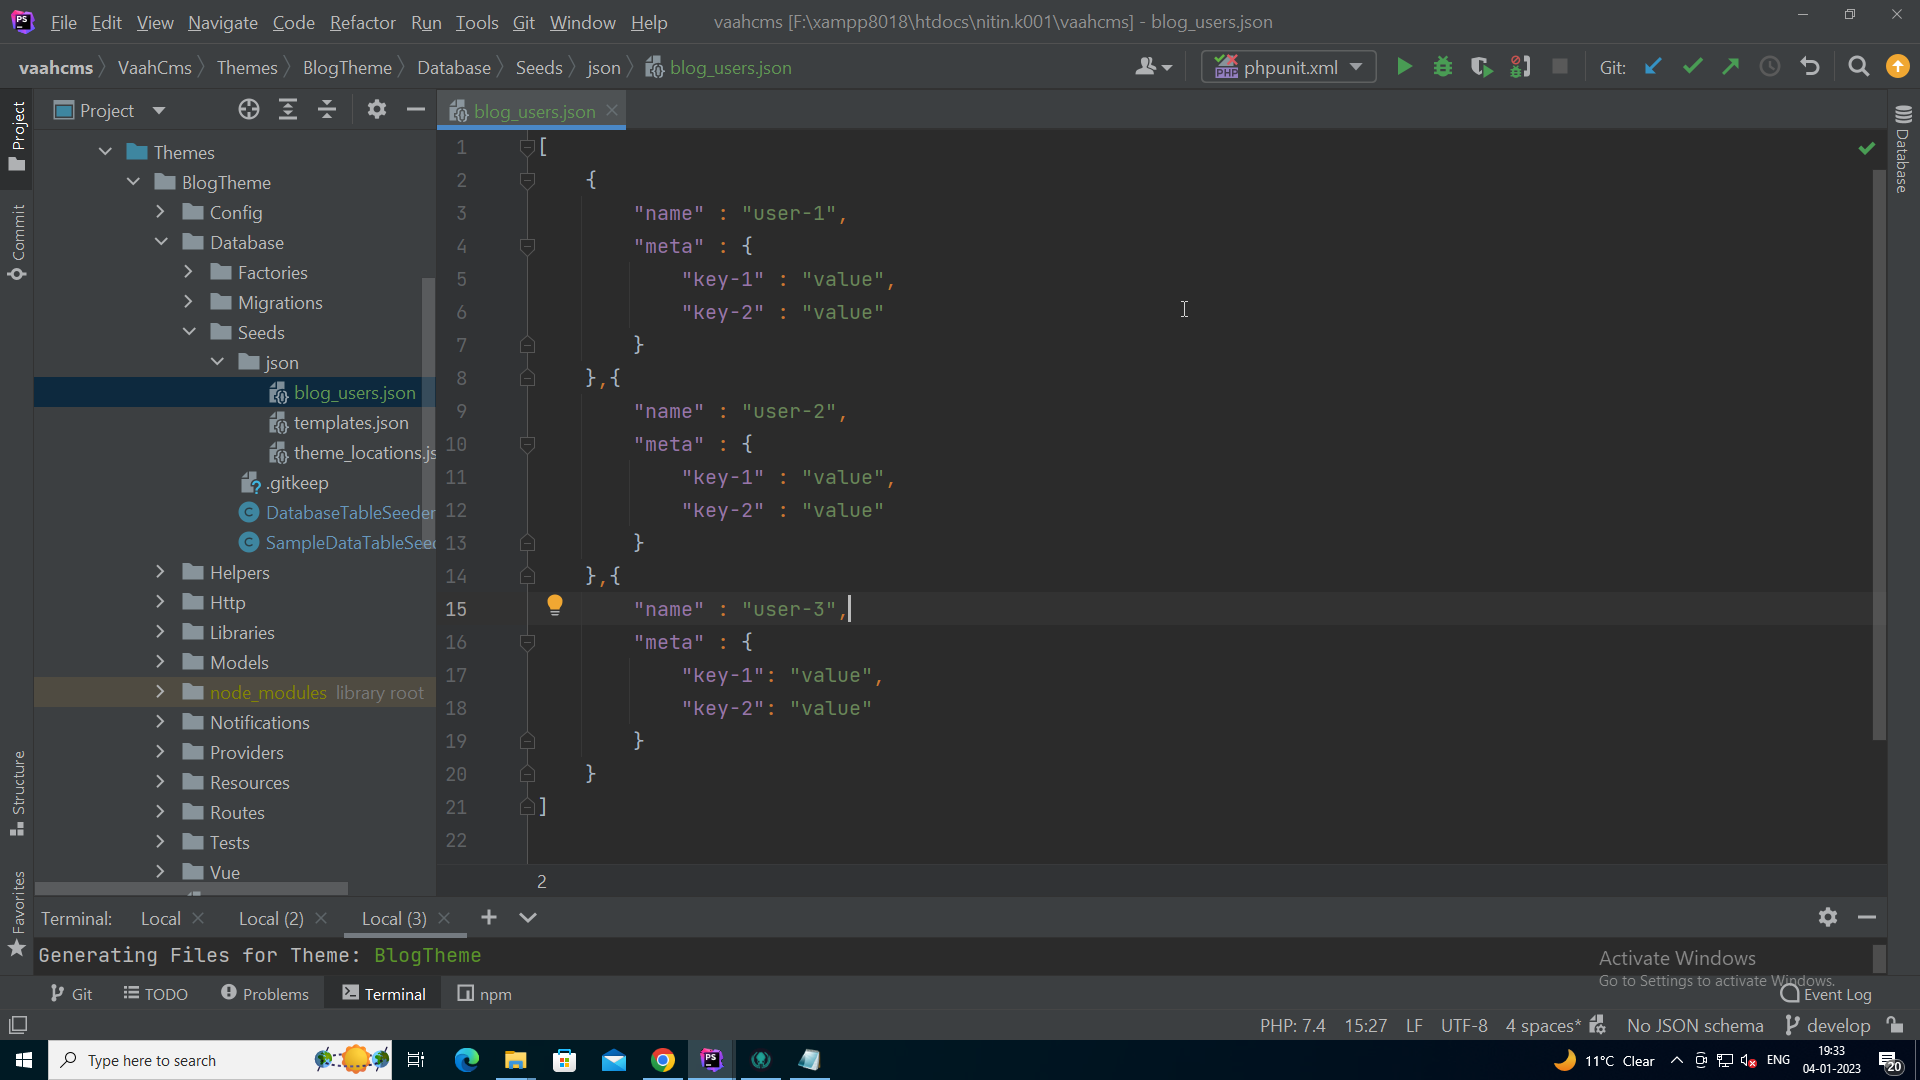 File Edit View Navigate Code Refactor Run Tools Git Window Help vaahcms [F:\xampp8018\htdocs\nitin.k001\vaahcms] - blog_users.json
vaahcms VaahCms Themes BlogTheme Database Seeds json blog_users.json phpunit.xml Git:
Project
blog_users.json
Project
Commit
Structure
Favorites
Database
Themes
BlogTheme
Config
Database
Factories
Migrations
Seeds
json
blog_users.json
templates.json
theme_locations.js
.gitkeep
DatabaseTableSeeder
SampleDataTableSeed
Helpers
Http
Libraries
Models
node_modules library root
Notifications
Providers
Resources
Routes
Tests
Vue
1 [
2 {
3 "name" : "user-1",
4 "meta" : {
5 "key-1" : "value",
6 "key-2" : "value"
7 }
8 },{
9 "name" : "user-2",
10 "meta" : {
11 "key-1" : "value",
12 "key-2" : "value"
13 }
14 },{
15 "name" : "user-3",
16 "meta" : {
17 "key-1": "value",
18 "key-2": "value"
19 }
20 }
21 ]
22
2
Terminal: Local Local (2) Local (3)
Generating Files for Theme: BlogTheme
Activate Windows
Go to Settings to activate Windows.
Git TODO Problems Terminal npm Event Log
PHP: 7.4 15:27 LF UTF-8 4 spaces* No JSON schema develop
Type here to search
11°C Clear ENG
19:33
04-01-2023
20